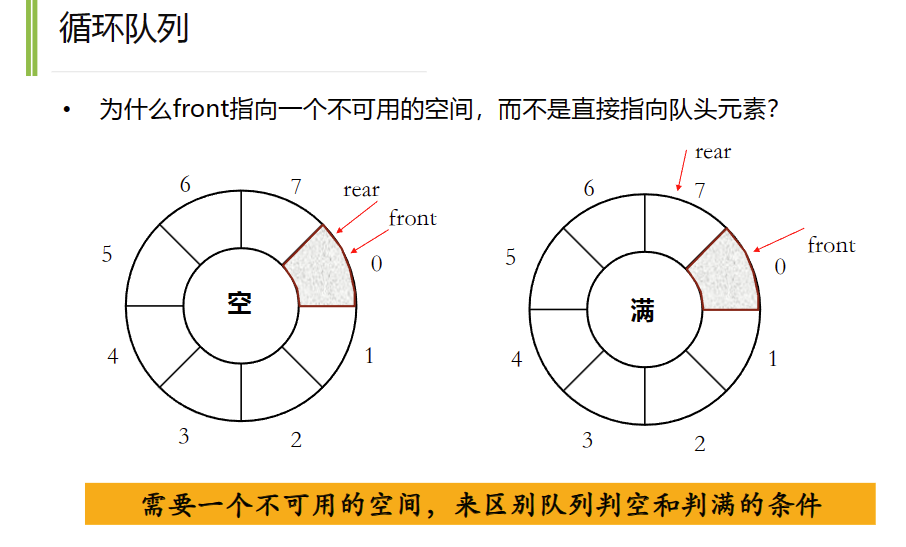 循环队列
• 为什么front指向一个不可用的空间，而不是直接指向队头元素？
6
7
rear
front
5
0
空
4
1
3
2
rear
6
7
front
5
0
满
4
1
3
2
需要一个不可用的空间，来区别队列判空和判满的条件